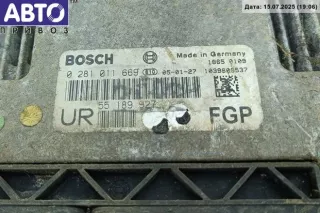 АВТО
ПРИВОЗ
Дата: 15.07.2025 (19:06)
BOSCH
Made in Germany
0 281 011 669
05-01-27
1039S05537
55 189 927
UR
FGP